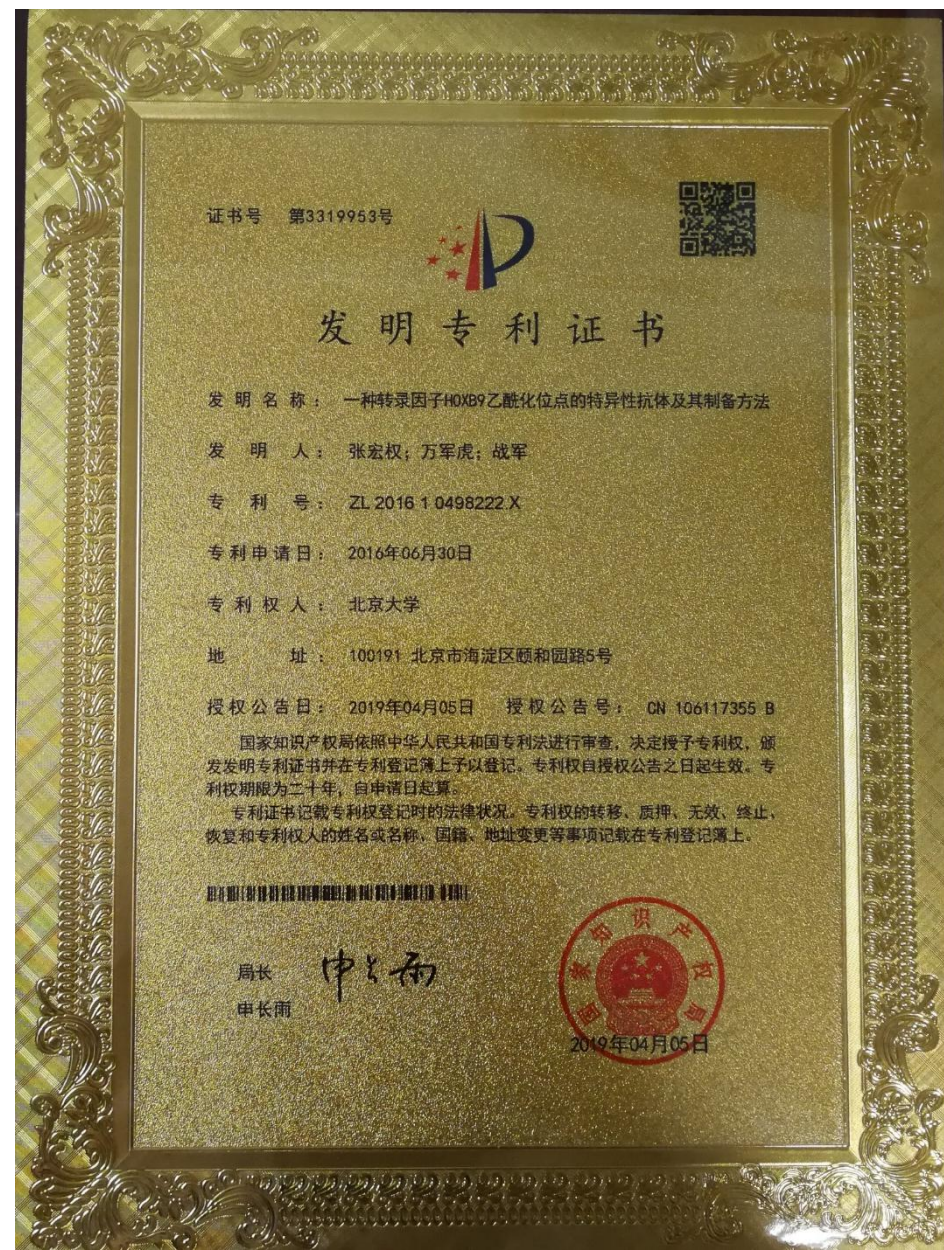 证书号 第3319953号
发明专利证书
发明名称：一种转录因子HOXB9乙酰化位点的特异性抗体及其制备方法
发明人：张宏权；万军虎；战军
专利号：ZL 2016 1 0498222.X
专利申请日：2016年06月30日
专利权人：北京大学
地址：100191 北京市海淀区颐和园路5号
授权公告日：2019年04月05日 授权公告号：CN 106117355 B
国家知识产权局依照中华人民共和国专利法进行审查，决定授予专利权，颁
发发明专利证书并在专利登记簿上予以登记。专利权自授权公告之日起生效。专
利权期限为二十年，自申请日起算。
专利证书记载专利权登记时的法律状况。专利权的转移、质押、无效、终止、
恢复和专利权人的姓名或名称、国籍、地址变更等事项记载在专利登记簿上。
局长 申长雨
申长雨
国家知识产权局
2019年04月05日